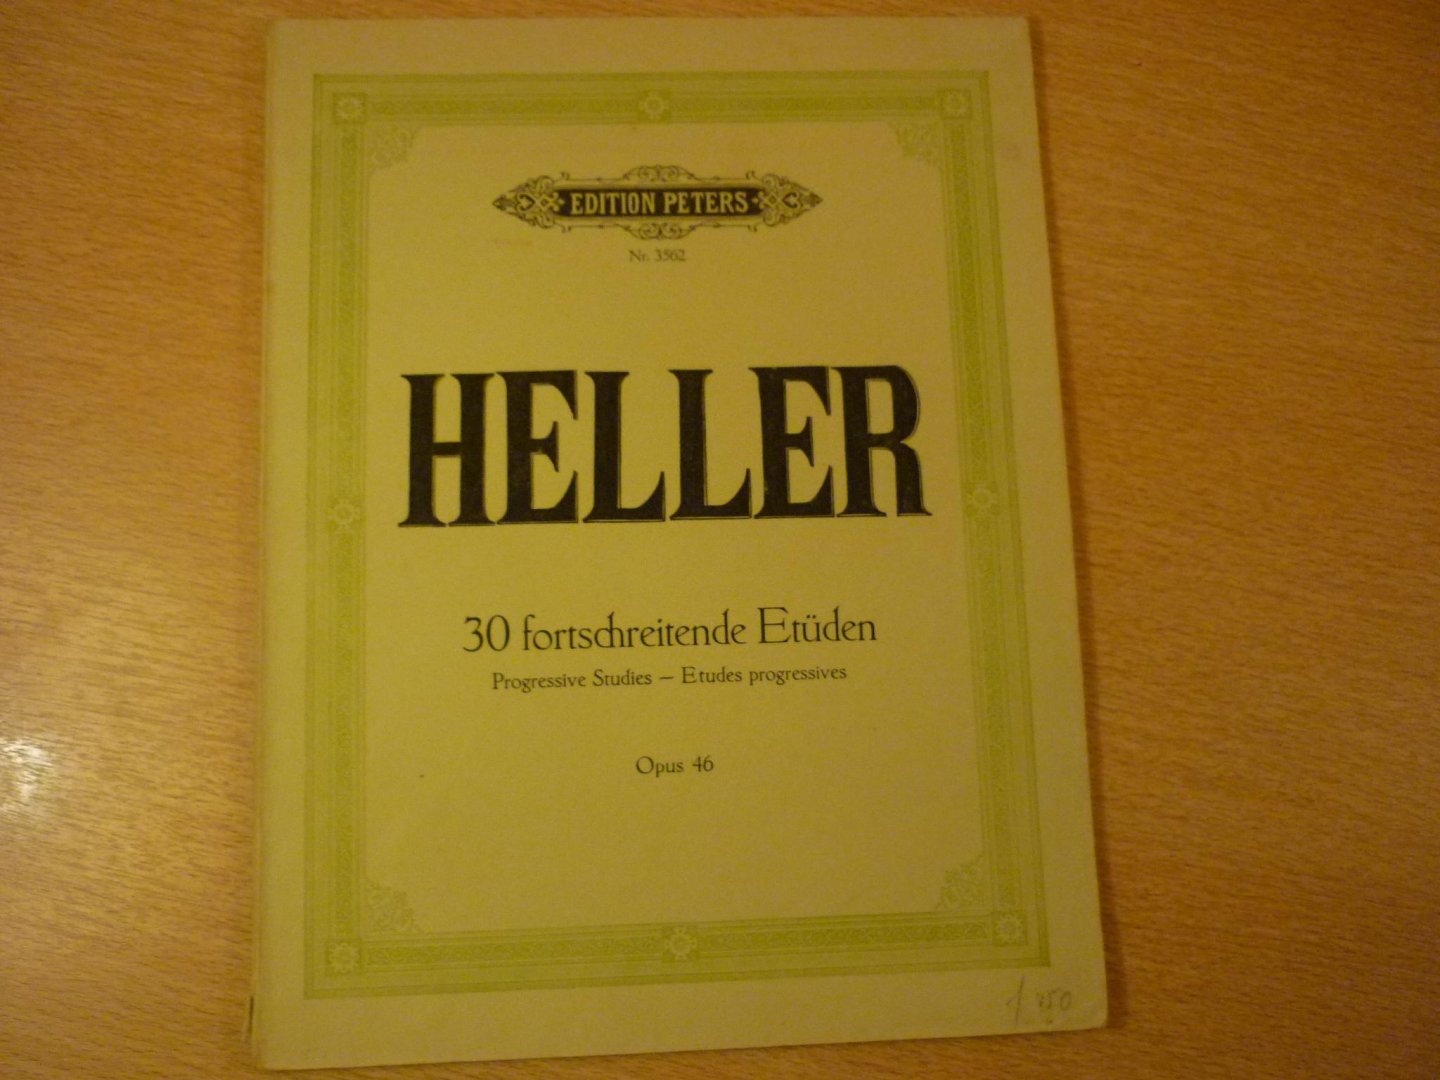 EDITION PETERS
Nr. 3562
HELLER
30 fortschreitende Etüden
Progressive Studies – Etudes progressives
Opus 46